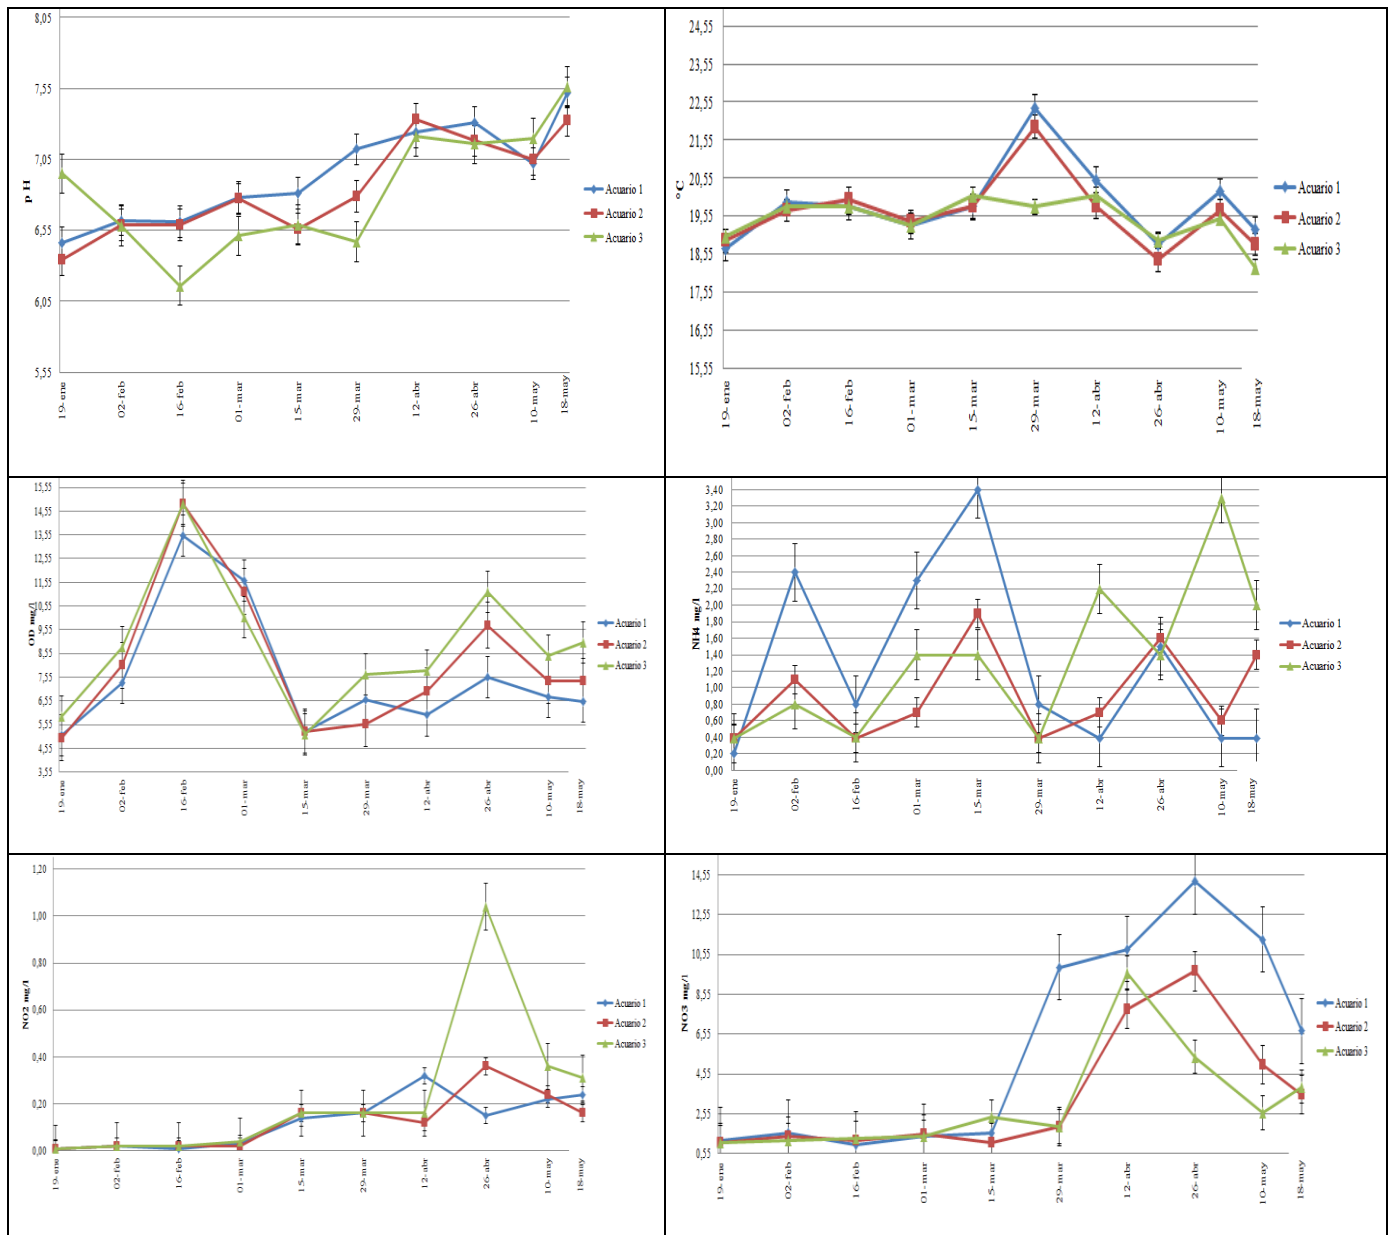 8,05
7,55
7,05
6,55
6,05
5,55
p H
19-ene
02-feb
16-feb
01-mar
15-mar
29-mar
12-abr
26-abr
10-may
18-may
Acuario 1
Acuario 2
Acuario 3
24,55
23,55
22,55
21,55
20,55
19,55
18,55
17,55
16,55
15,55
°C
19-ene
02-feb
16-feb
01-mar
15-mar
29-mar
12-abr
26-abr
10-may
18-may
Acuario 1
Acuario 2
Acuario 3
15,55
14,55
13,55
12,55
11,55
10,55
9,55
8,55
7,55
6,55
5,55
4,55
3,55
OD mg/l
19-ene
02-feb
16-feb
01-mar
15-mar
29-mar
12-abr
26-abr
10-may
18-may
Acuario 1
Acuario 2
Acuario 3
3,40
3,20
3,00
2,80
2,60
2,40
2,20
2,00
1,80
1,60
1,40
1,20
1,00
0,80
0,60
0,40
0,20
0,00
NH4 mg/l
19-ene
02-feb
16-feb
01-mar
15-mar
29-mar
12-abr
26-abr
10-may
18-may
Acuario 1
Acuario 2
Acuario 3
1,20
1,00
0,80
0,60
0,40
0,20
0,00
NO2 mg/l
19-ene
02-feb
16-feb
01-mar
15-mar
29-mar
12-abr
26-abr
10-may
18-may
Acuario 1
Acuario 2
Acuario 3
14,55
12,55
10,55
8,55
6,55
4,55
2,55
0,55
NO3 mg/l
19-ene
02-feb
16-feb
01-mar
15-mar
29-mar
12-abr
26-abr
10-may
18-may
Acuario 1
Acuario 2
Acuario 3